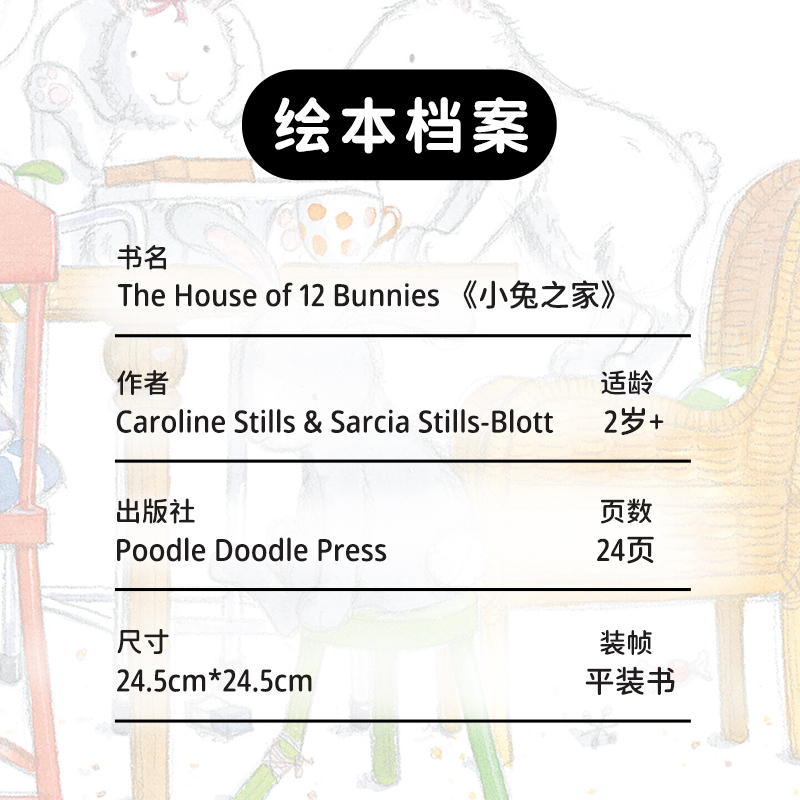 绘本档案
书名
The House of 12 Bunnies 《小兔之家》
作者 适龄
Caroline Stills & Sarcia Stills-Blott 2岁+
出版社 页数
Poodle Doodle Press 24页
尺寸 装帧
24.5cm*24.5cm 平装书